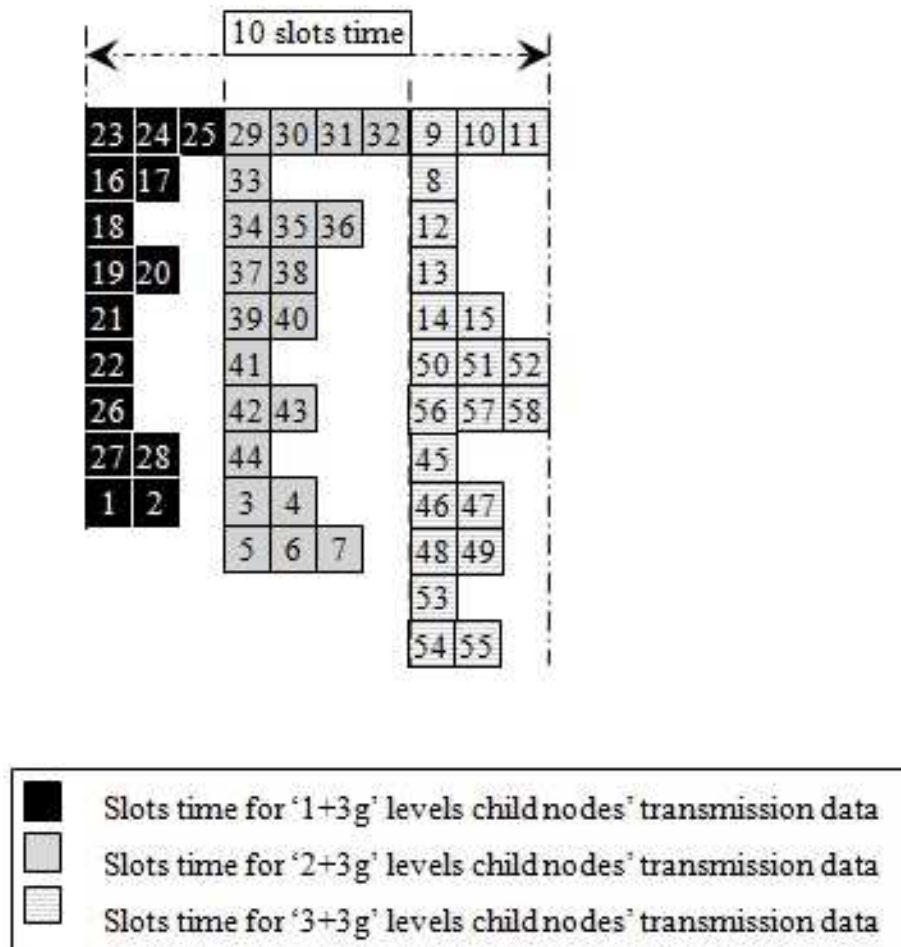 10 slots time
23 24 25 29 30 31 32 9 10 11
16 17 33 8
18 34 35 36 12
19 20 37 38 13
21 39 40 14 15
22 41 50 51 52
26 42 43 56 57 58
27 28 44 45
1 2 3 4 46 47
5 6 7 48 49
53
54 55
Slots time for ‘1+3g’ levels child nodes’ transmission data
Slots time for ‘2+3g’ levels child nodes’ transmission data
Slots time for ‘3+3g’ levels child nodes’ transmission data